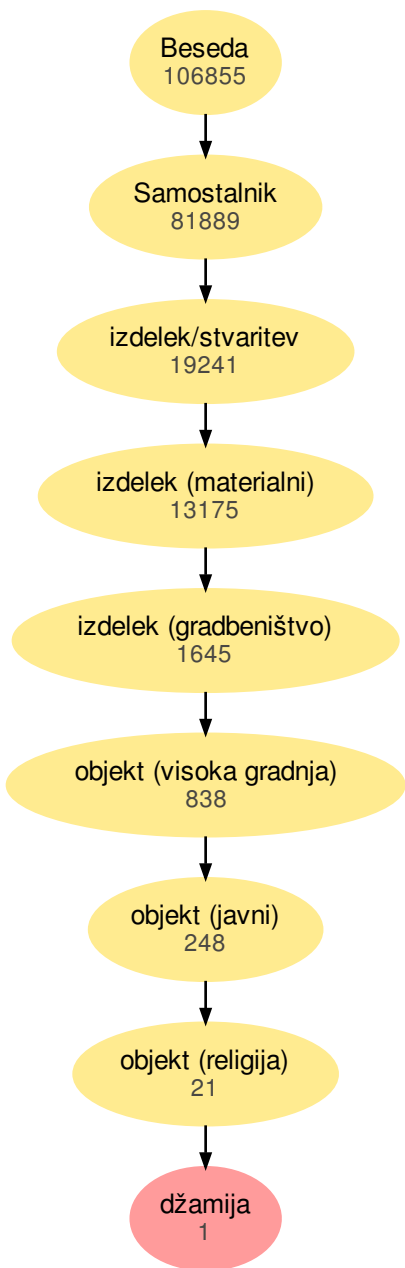 Beseda
106855
Samostalnik
81889
izdelek/stvaritev
19241
izdelek (materialni)
13175
izdelek (gradbeništvo)
1645
objekt (visoka gradnja)
838
objekt (javni)
248
objekt (religija)
21
džamija
1